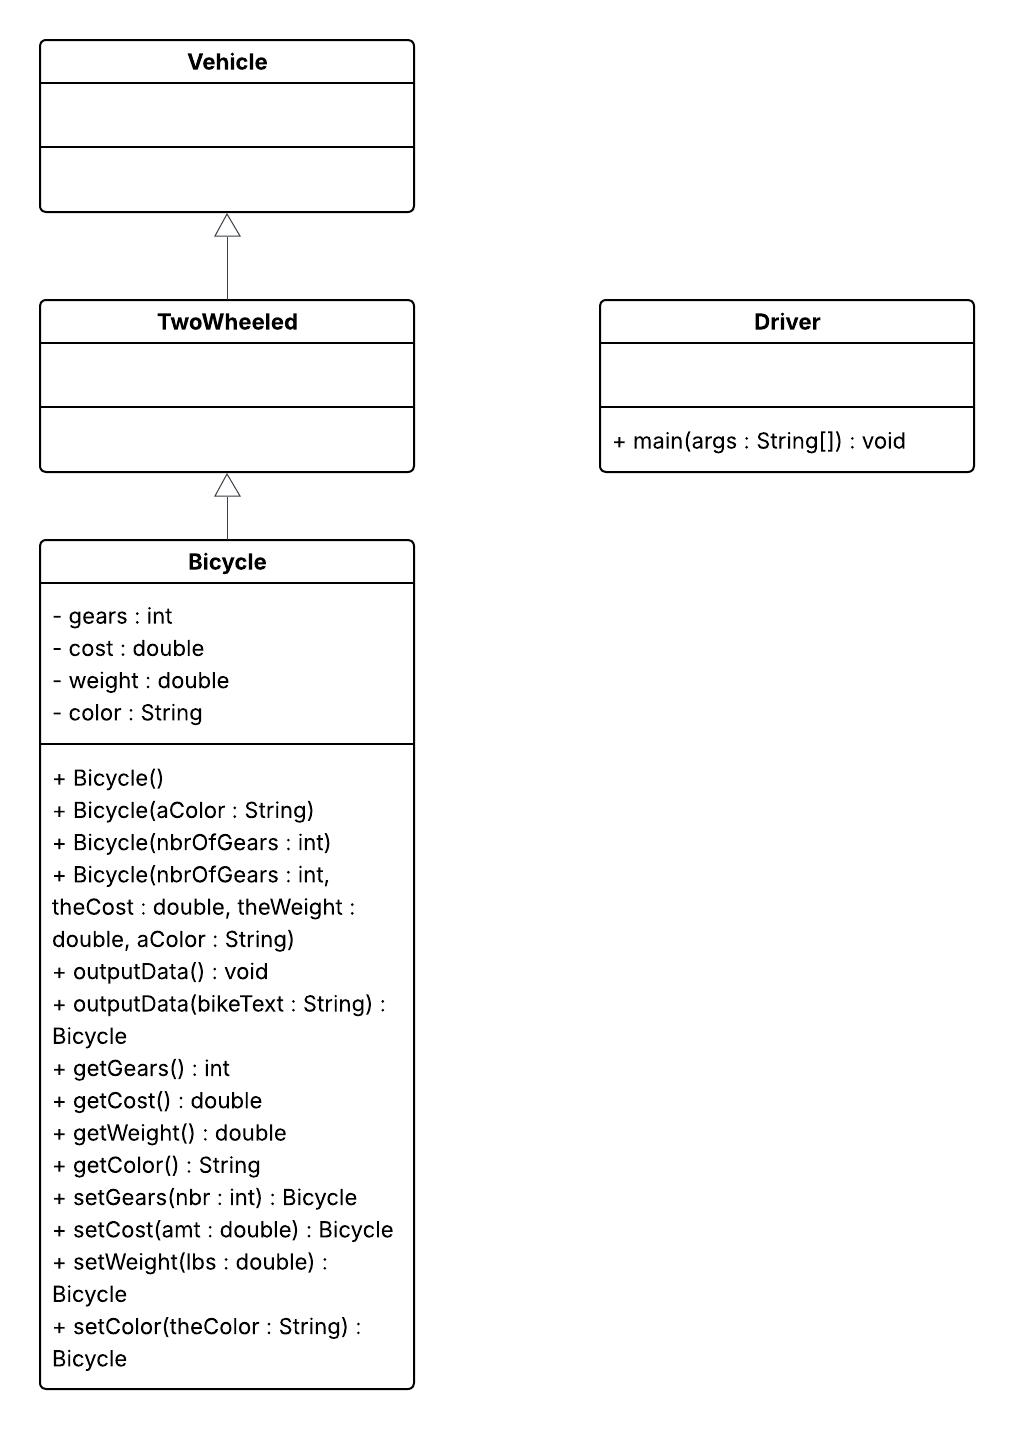 Vehicle
TwoWheeled
Driver
+ main(args : String[]) : void
Bicycle
- gears : int
- cost : double
- weight : double
- color : String
+ Bicycle()
+ Bicycle(aColor : String)
+ Bicycle(nbrOfGears : int)
+ Bicycle(nbrOfGears : int,
theCost : double, theWeight :
double, aColor : String)
+ outputData() : void
+ outputData(bikeText : String) :
Bicycle
+ getGears() : int
+ getCost() : double
+ getWeight() : double
+ getColor() : String
+ setGears(nbr : int) : Bicycle
+ setCost(amt : double) : Bicycle
+ setWeight(lbs : double) :
Bicycle
+ setColor(theColor : String) :
Bicycle